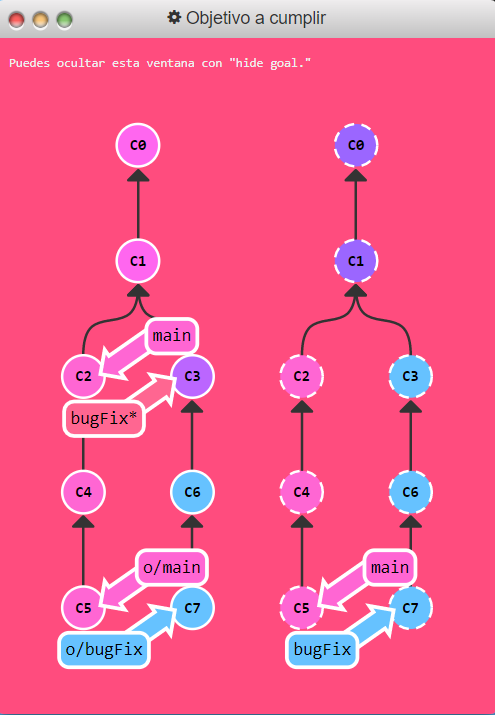 Objetivo a cumplir
Puedes ocultar esta ventana con "hide goal."
C0
C0
C1
C1
main
C2
C3
C2
C3
bugFix*
C4
C6
C4
C6
o/main
main
C5
C7
C5
C7
o/bugFix
bugFix